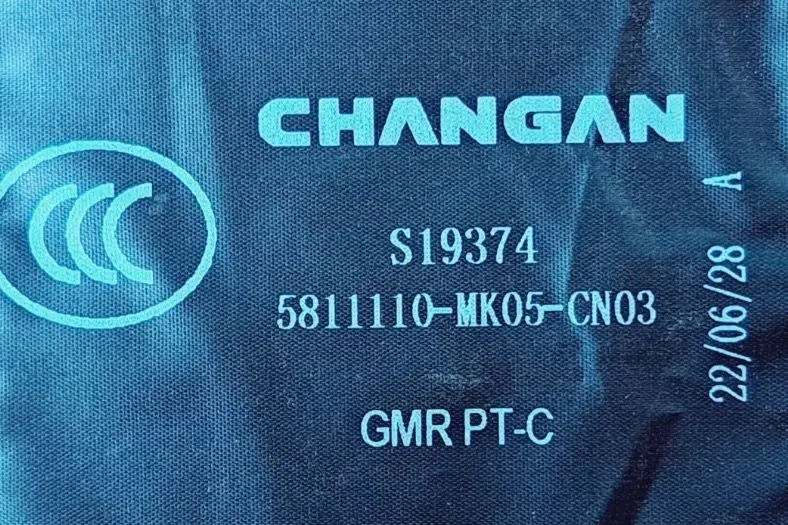 CHANGAN
CCC
S19374
5811110-MK05-CN03
GMR PT-C
22/06/28 A